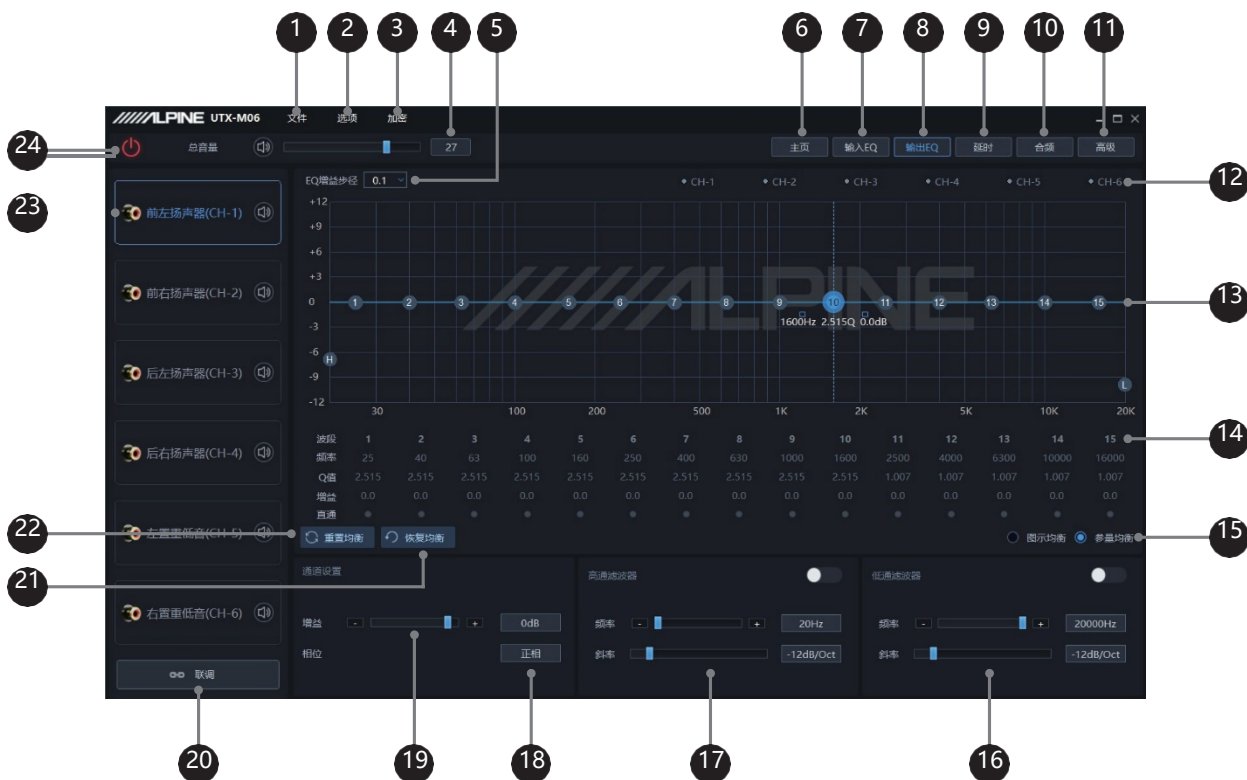 1 2 3 4 5 6 7 8 9 10 11
ALPINE UTX-M06 文件 选项 加密
24 总音量 27 主页 输入EQ 输出EQ 延时 合频 高级
EQ增益步径 0.1 CH-1 CH-2 CH-3 CH-4 CH-5 CH-6 12
23 前左扬声器(CH-1)
前右扬声器(CH-2)
后左扬声器(CH-3)
后右扬声器(CH-4)
左置重低音(CH-5)
右置重低音(CH-6)
联调
+12
+9
+6
+3
ALPINE
0 1 2 3 4 5 6 7 8 9 10 11 12 13 14 15 13
1600Hz 2.515Q 0.0dB
-3
-6
H
-9
L
-12
30 100 200 500 1K 2K 5K 10K 20K
波段 1 2 3 4 5 6 7 8 9 10 11 12 13 14 15 14
频率 25 40 63 100 160 250 400 630 1000 1600 2500 4000 6300 10000 16000
Q值 2.515 2.515 2.515 2.515 2.515 2.515 2.515 2.515 2.515 2.515 1.007 1.007 1.007 1.007 1.007
增益 0.0 0.0 0.0 0.0 0.0 0.0 0.0 0.0 0.0 0.0 0.0 0.0 0.0 0.0 0.0
直通
22 重置均衡 恢复均衡 图示均衡 参量均衡 15
21
通道设置
增益 - + 0dB
相位 正相
高通滤波器
频率 - + 20Hz
斜率 -12dB/Oct
低通滤波器
频率 - + 20000Hz
斜率 -12dB/Oct
20 19 18 17 16